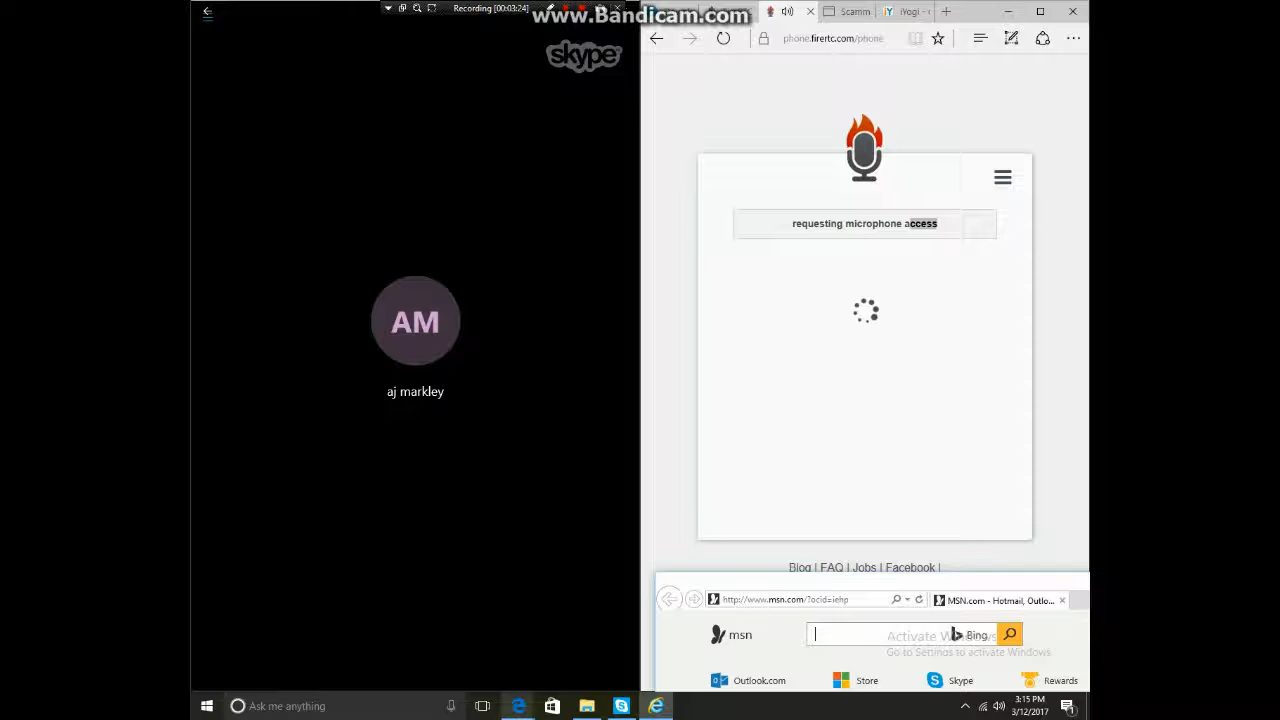 Recording [00:03:24]
www.Bandicam.com
skype
Scamm
iYogi - c
phone.firertc.com/phone
requesting microphone access
AM
aj markley
Blog | FAQ | Jobs | Facebook |
http://www.msn.com/?ocid=iehp
MSN.com - Hotmail, Outlo...
msn
Bing
Activate Windows
Go to Settings to activate Windows.
Outlook.com
Store
Skype
Rewards
Ask me anything
3:15 PM
3/12/2017